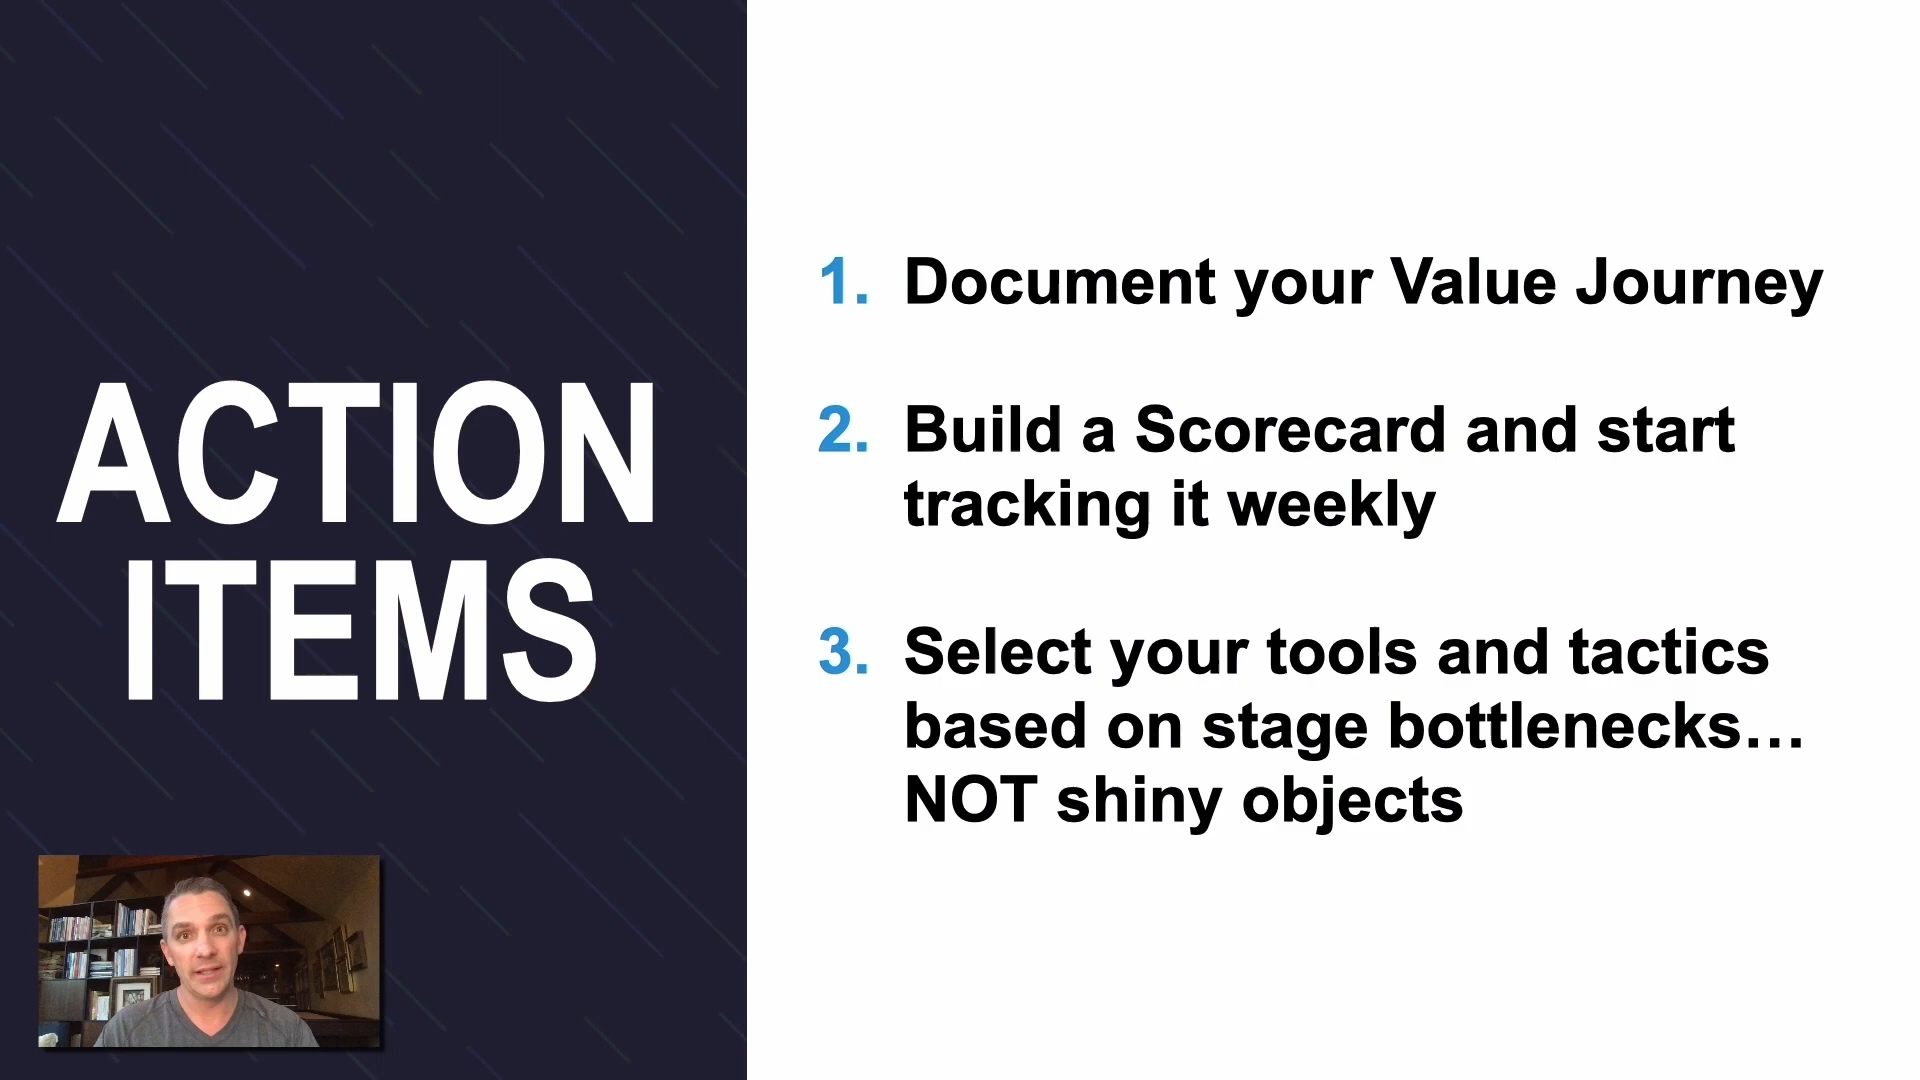 ACTION
ITEMS
1. Document your Value Journey
2. Build a Scorecard and start
tracking it weekly
3. Select your tools and tactics
based on stage bottlenecks…
NOT shiny objects